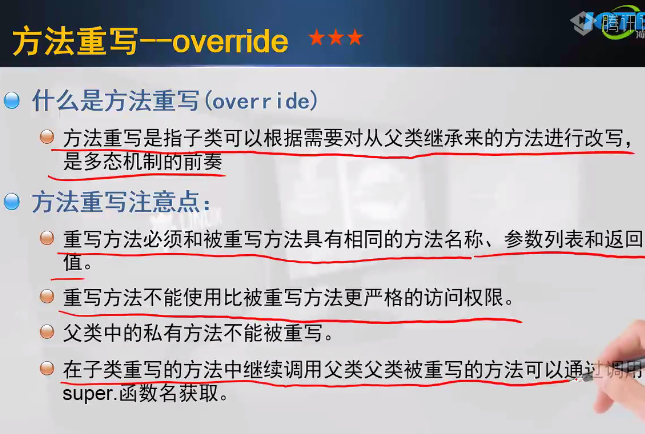 方法重写--override ★★★
什么是方法重写(override)
方法重写是指子类可以根据需要对从父类继承来的方法进行改写,
是多态机制的前奏
方法重写注意点：
重写方法必须和被重写方法具有相同的方法名称、参数列表和返回
值。
重写方法不能使用比被重写方法更严格的访问权限。
父类中的私有方法不能被重写。
在子类重写的方法中继续调用父类父类被重写的方法可以通过调用
super.函数名获取。